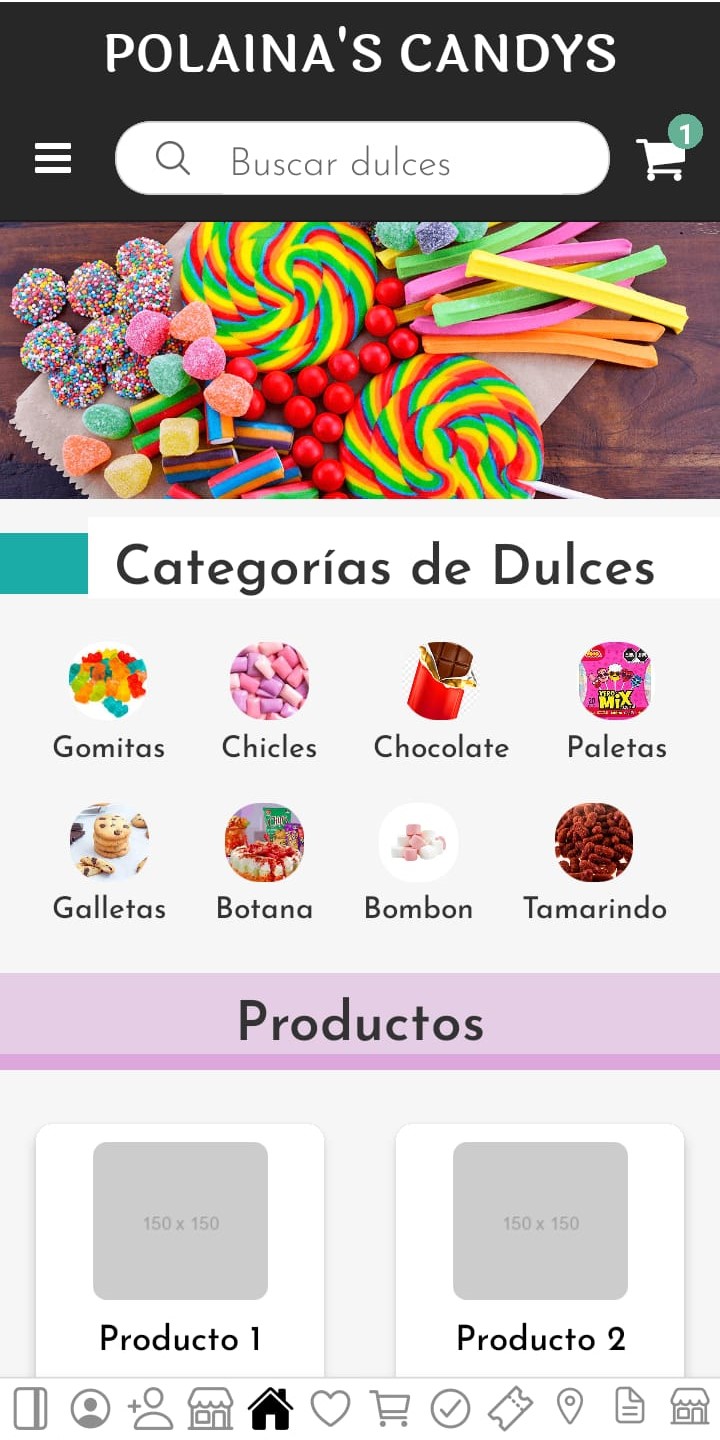 POLAINA'S CANDYS
1
Buscar dulces
Categorías de Dulces
Gomitas Chicles Chocolate Paletas
Galletas Botana Bombon Tamarindo
Productos
150 x 150 150 x 150
Producto 1 Producto 2